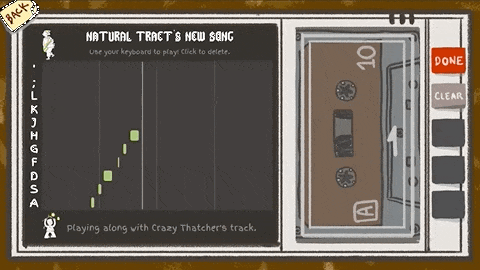 BACK
NATURAL TRACT'S NEW SONG
Use your keyboard to play! Click to delete.
'
;
L
K
J
H
G
F
D
S
A
Playing along with Crazy Thatcher's track.
10
1
A
DONE
CLEAR